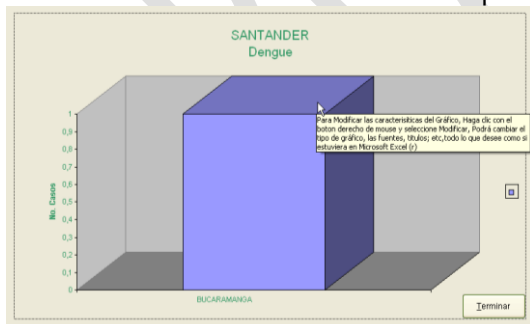 SANTANDER
Dengue
Para Modificar las caracterisiticas del Gráfico, Haga clic con el
boton derecho de mouse y seleccione Modificar, Podrá cambiar el
tipo de gráfico, las fuentes, titulos; etc,todo lo que desee como si
estuviera en Microsoft Excel (r)
No. Casos
1
0,9
0,8
0,7
0,6
0,5
0,4
0,3
0,2
0,1
0
BUCARAMANGA
Terminar